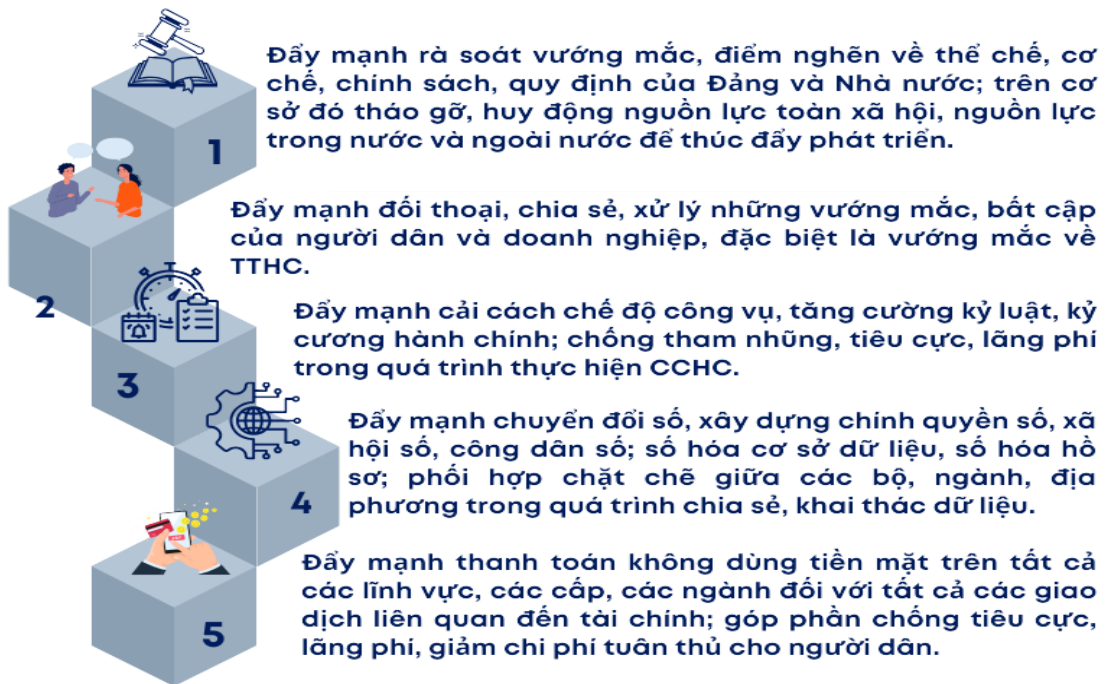 Đẩy mạnh rà soát vướng mắc, điểm nghẽn về thể chế, cơ
chế, chính sách, quy định của Đảng và Nhà nước; trên cơ
sở đó tháo gỡ, huy động nguồn lực toàn xã hội, nguồn lực
trong nước và ngoài nước để thúc đẩy phát triển.
1
Đẩy mạnh đối thoại, chia sẻ, xử lý những vướng mắc, bất cập
của người dân và doanh nghiệp, đặc biệt là vướng mắc về
TTHC.
2
Đẩy mạnh cải cách chế độ công vụ, tăng cường kỷ luật, kỷ
cương hành chính; chống tham nhũng, tiêu cực, lãng phí
trong quá trình thực hiện CCHC.
3
Đẩy mạnh chuyển đổi số, xây dựng chính quyền số, xã
hội số, công dân số; số hóa cơ sở dữ liệu, số hóa hồ
sơ; phối hợp chặt chẽ giữa các bộ, ngành, địa
phương trong quá trình chia sẻ, khai thác dữ liệu.
4
Đẩy mạnh thanh toán không dùng tiền mặt trên tất cả
các lĩnh vực, các cấp, các ngành đối với tất cả các giao
dịch liên quan đến tài chính; góp phần chống tiêu cực,
lãng phí, giảm chi phí tuân thủ cho người dân.
5